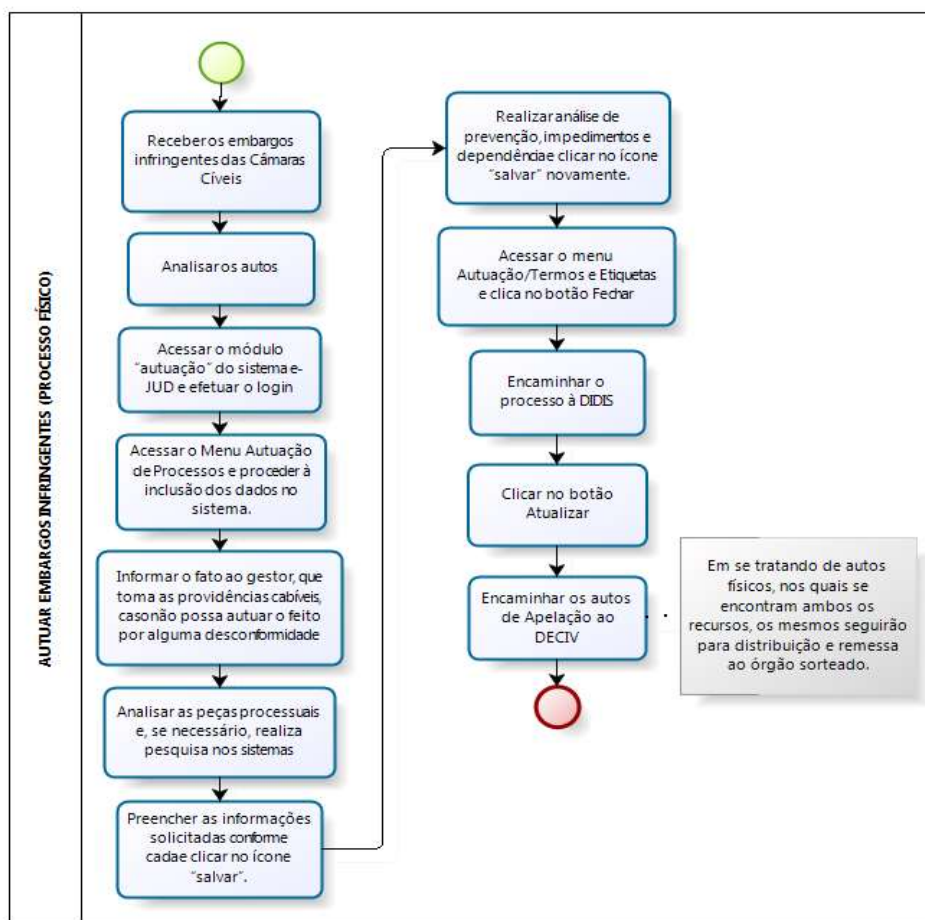 AUTUAR EMBARGOS INFRINGENTES (PROCESSO FÍSICO)
Receber os embargos
infringentes das Câmaras
Cíveis
Analisar os autos
Acessar o módulo
“autuação” do sistema e-
JUD e efetuar o login
Acessar o Menu Autuação
de Processos e proceder à
inclusão dos dados no
sistema.
Informar o fato ao gestor, que
toma as providências cabíveis,
casonão possa autuar o feito
por alguma desconformidade
Analisar as peças processuais
e, se necessário, realiza
pesquisa nos sistemas
Preencher as informações
solicitadas conforme
cadae clicar no ícone
“salvar”.
Realizar análise de
prevenção, impedimentos e
dependênciae clicar no ícone
“salvar” novamente.
Acessar o menu
Autuação/Termos e Etiquetas
e clica no botão Fechar
Encaminhar o
processo à DIDIS
Clicar no botão
Atualizar
Encaminhar os autos
de Apelação ao
DECIV
Em se tratando de autos
físicos, nos quais se
encontram ambos os
recursos, os mesmos seguirão
para distribuição e remessa
ao órgão sorteado.